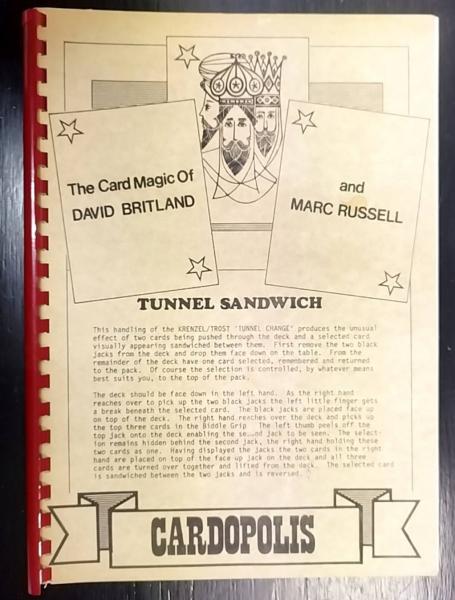 The Card Magic Of
DAVID BRITLAND
and
MARC RUSSELL
TUNNEL SANDWICH
This handling of the KRENZEL/TROST 'TUNNEL CHANGE' produces the unusual
effect of two cards being pushed through the deck and a selected card
visually appearing sandwiched between them. First remove the two black
jacks from the deck and drop them face down on the table. From the
remainder of the deck have one card selected, remembered and returned
to the pack. Of course the selection is controlled, by whatever means
best suits you, to the top of the pack.
The deck should be face down in the left hand. As the right hand
reaches over to pick up the two black jacks the left little finger gets
a break beneath the selected card. The black jacks are placed face up
on top of the deck. The right hand reaches over the deck and picks up
the top three cards in the Biddle Grip The left thumb peels off the
top jack onto the deck enabling the second jack to be seen. The selec-
tion remains hidden behind the second jack, the right hand holding these
two cards as one. Having displayed the jacks the two cards in the right
hand are placed on top of the face up jack on the deck and all three
cards are turned over together and lifted from the deck. The selected card
is sandwiched between the two jacks and is reversed.
CARDOPOLIS